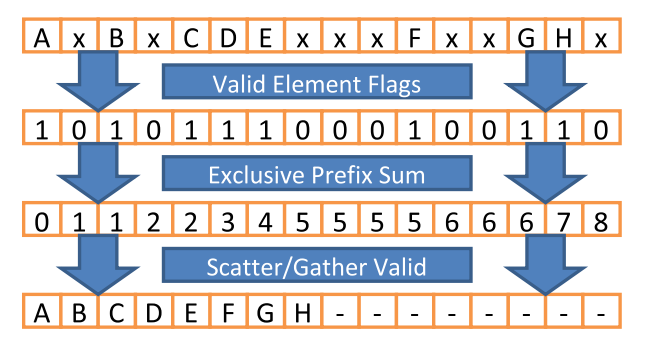 A x B x C D E x x x F x x G H x
Valid Element Flags
1 0 1 0 1 1 1 0 0 0 1 0 0 1 1 0
Exclusive Prefix Sum
0 1 1 2 2 3 4 5 5 5 5 6 6 6 7 8
Scatter/Gather Valid
A B C D E F G H - - - - - - - -